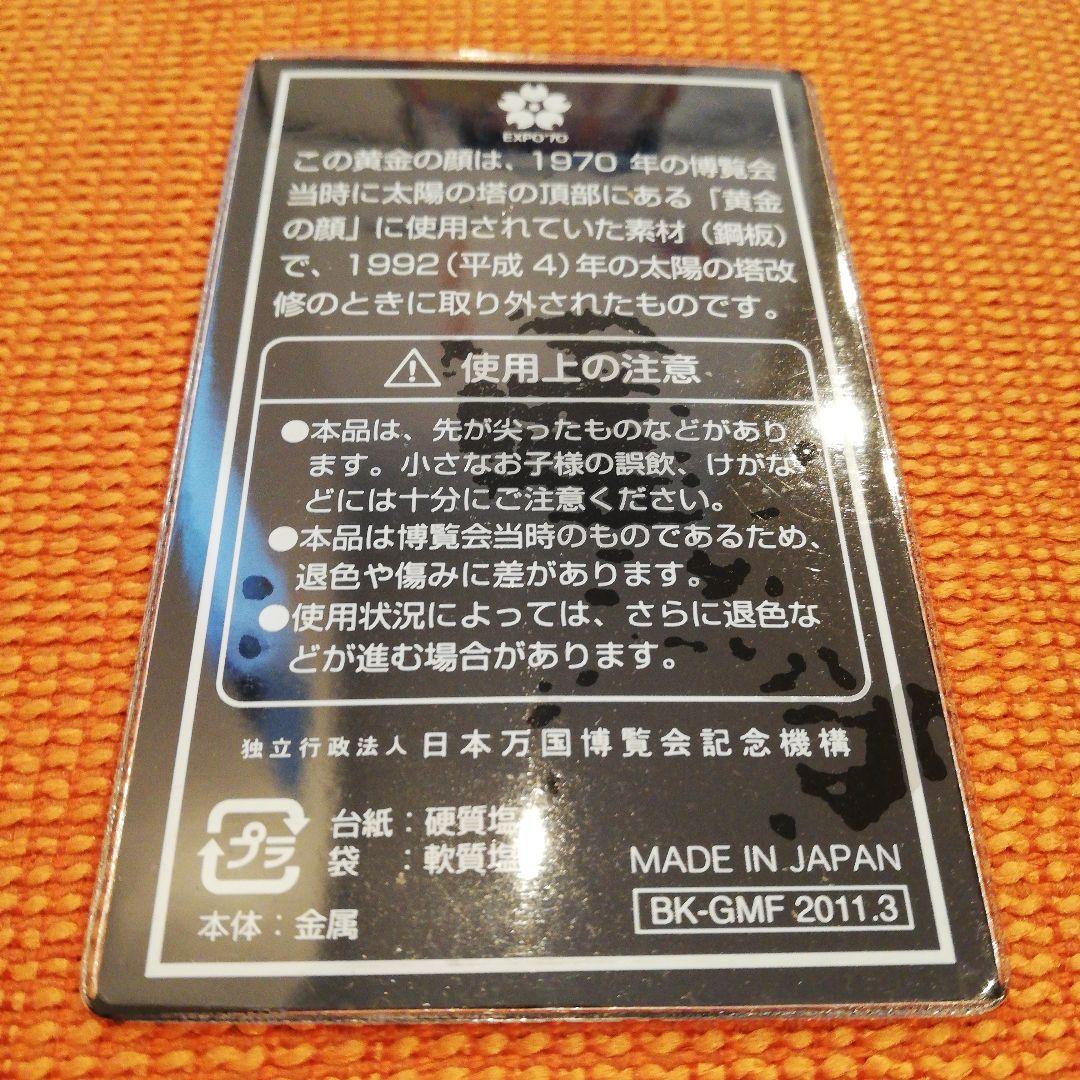 EXPO'70
この黄金の顔は、1970 年の博覧会
当時に太陽の塔の頂部にある「黄金
の顔」に使用されていた素材(鋼板)
で、1992(平成 4)年の太陽の塔改
修のときに取り外されたものです。
使用上の注意
●本品は、先が尖ったものなどがあり
ます。小さなお子様の誤飲、けがな
どには十分にご注意ください。
●本品は博覧会当時のものであるため、
退色や傷みに差があります。
●使用状況によっては、さらに退色な
どが進む場合があります。
独立行政法人 日本万国博覧会記念機構
プラ
台紙:硬質塩
袋 :軟質塩
本体:金属
MADE IN JAPAN
BK-GMF 2011.3